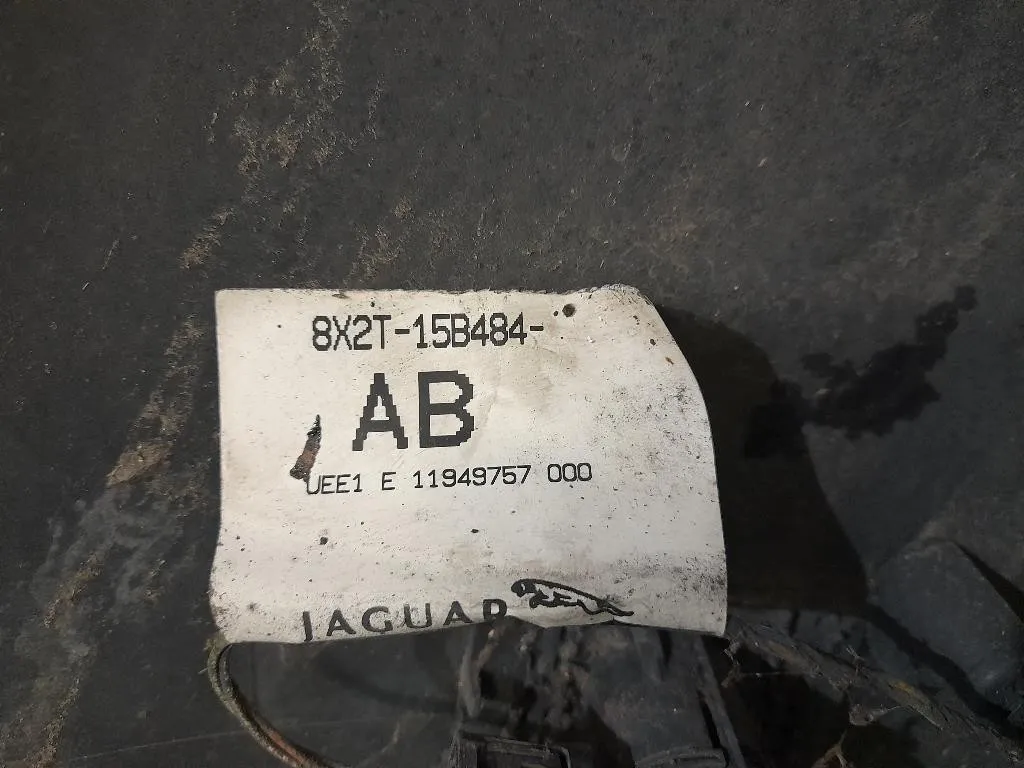 8X2T-15B484-
AB
UEE1 E 11949757 000
JAGUAR